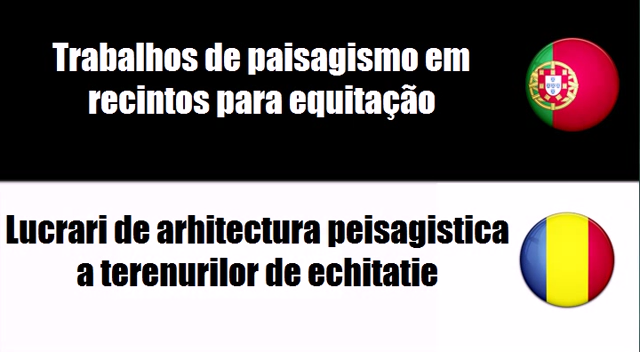 Trabalhos de paisagismo em
recintos para equitação
Lucrari de arhitectura peisagistica
a terenurilor de echitatie